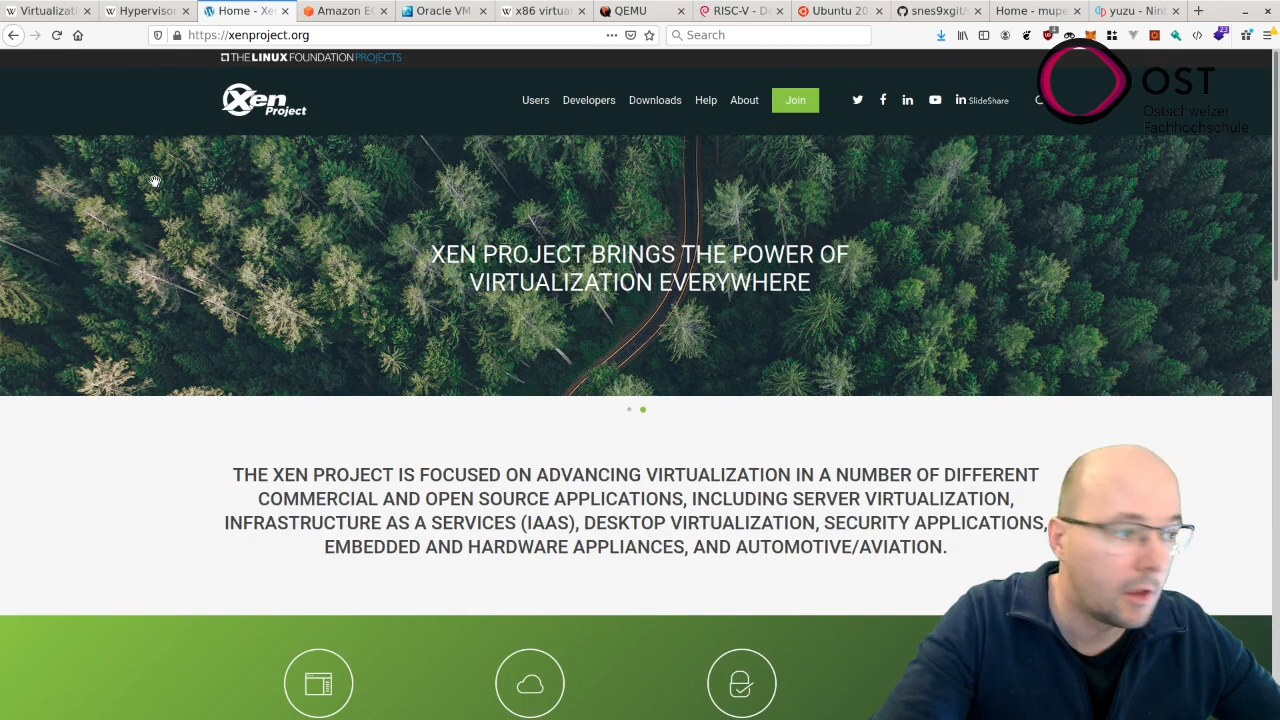 Virtualizati
Hypervisor
Home - Xe
Amazon EC
Oracle VM
x86 virtual
QEMU
RISC-V - De
Ubuntu 20
snes9xgit/
Home - mupe
yuzu - Nint
https://xenproject.org
Search
THE LINUX FOUNDATION PROJECTS
Xen
Project
Users
Developers
Downloads
Help
About
Join
in SlideShare
OST
Ostschweizer
Fachhochschule
XEN PROJECT BRINGS THE POWER OF
VIRTUALIZATION EVERYWHERE
THE XEN PROJECT IS FOCUSED ON ADVANCING VIRTUALIZATION IN A NUMBER OF DIFFERENT
COMMERCIAL AND OPEN SOURCE APPLICATIONS, INCLUDING SERVER VIRTUALIZATION,
INFRASTRUCTURE AS A SERVICES (IAAS), DESKTOP VIRTUALIZATION, SECURITY APPLICATIONS,
EMBEDDED AND HARDWARE APPLIANCES, AND AUTOMOTIVE/AVIATION.